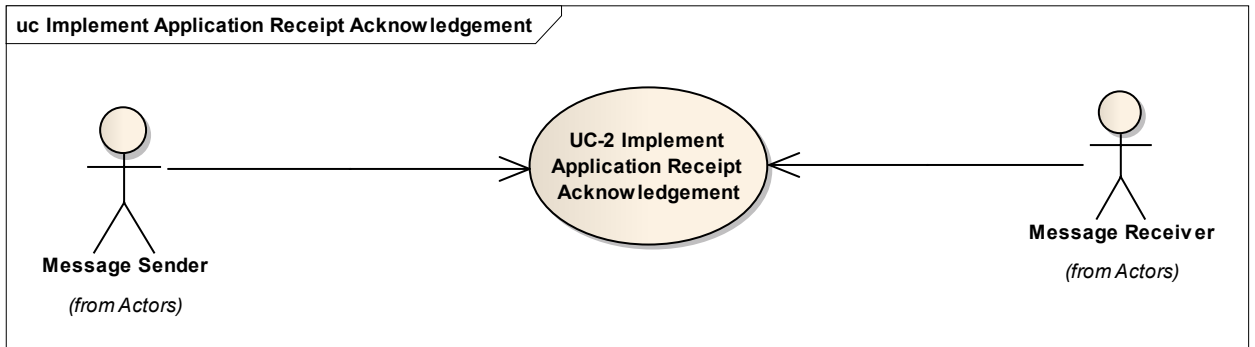 uc Implement Application Receipt Acknowledgement
UC-2 Implement
Application Receipt
Acknowledgement
Message Sender
(from Actors)
Message Receiver
(from Actors)